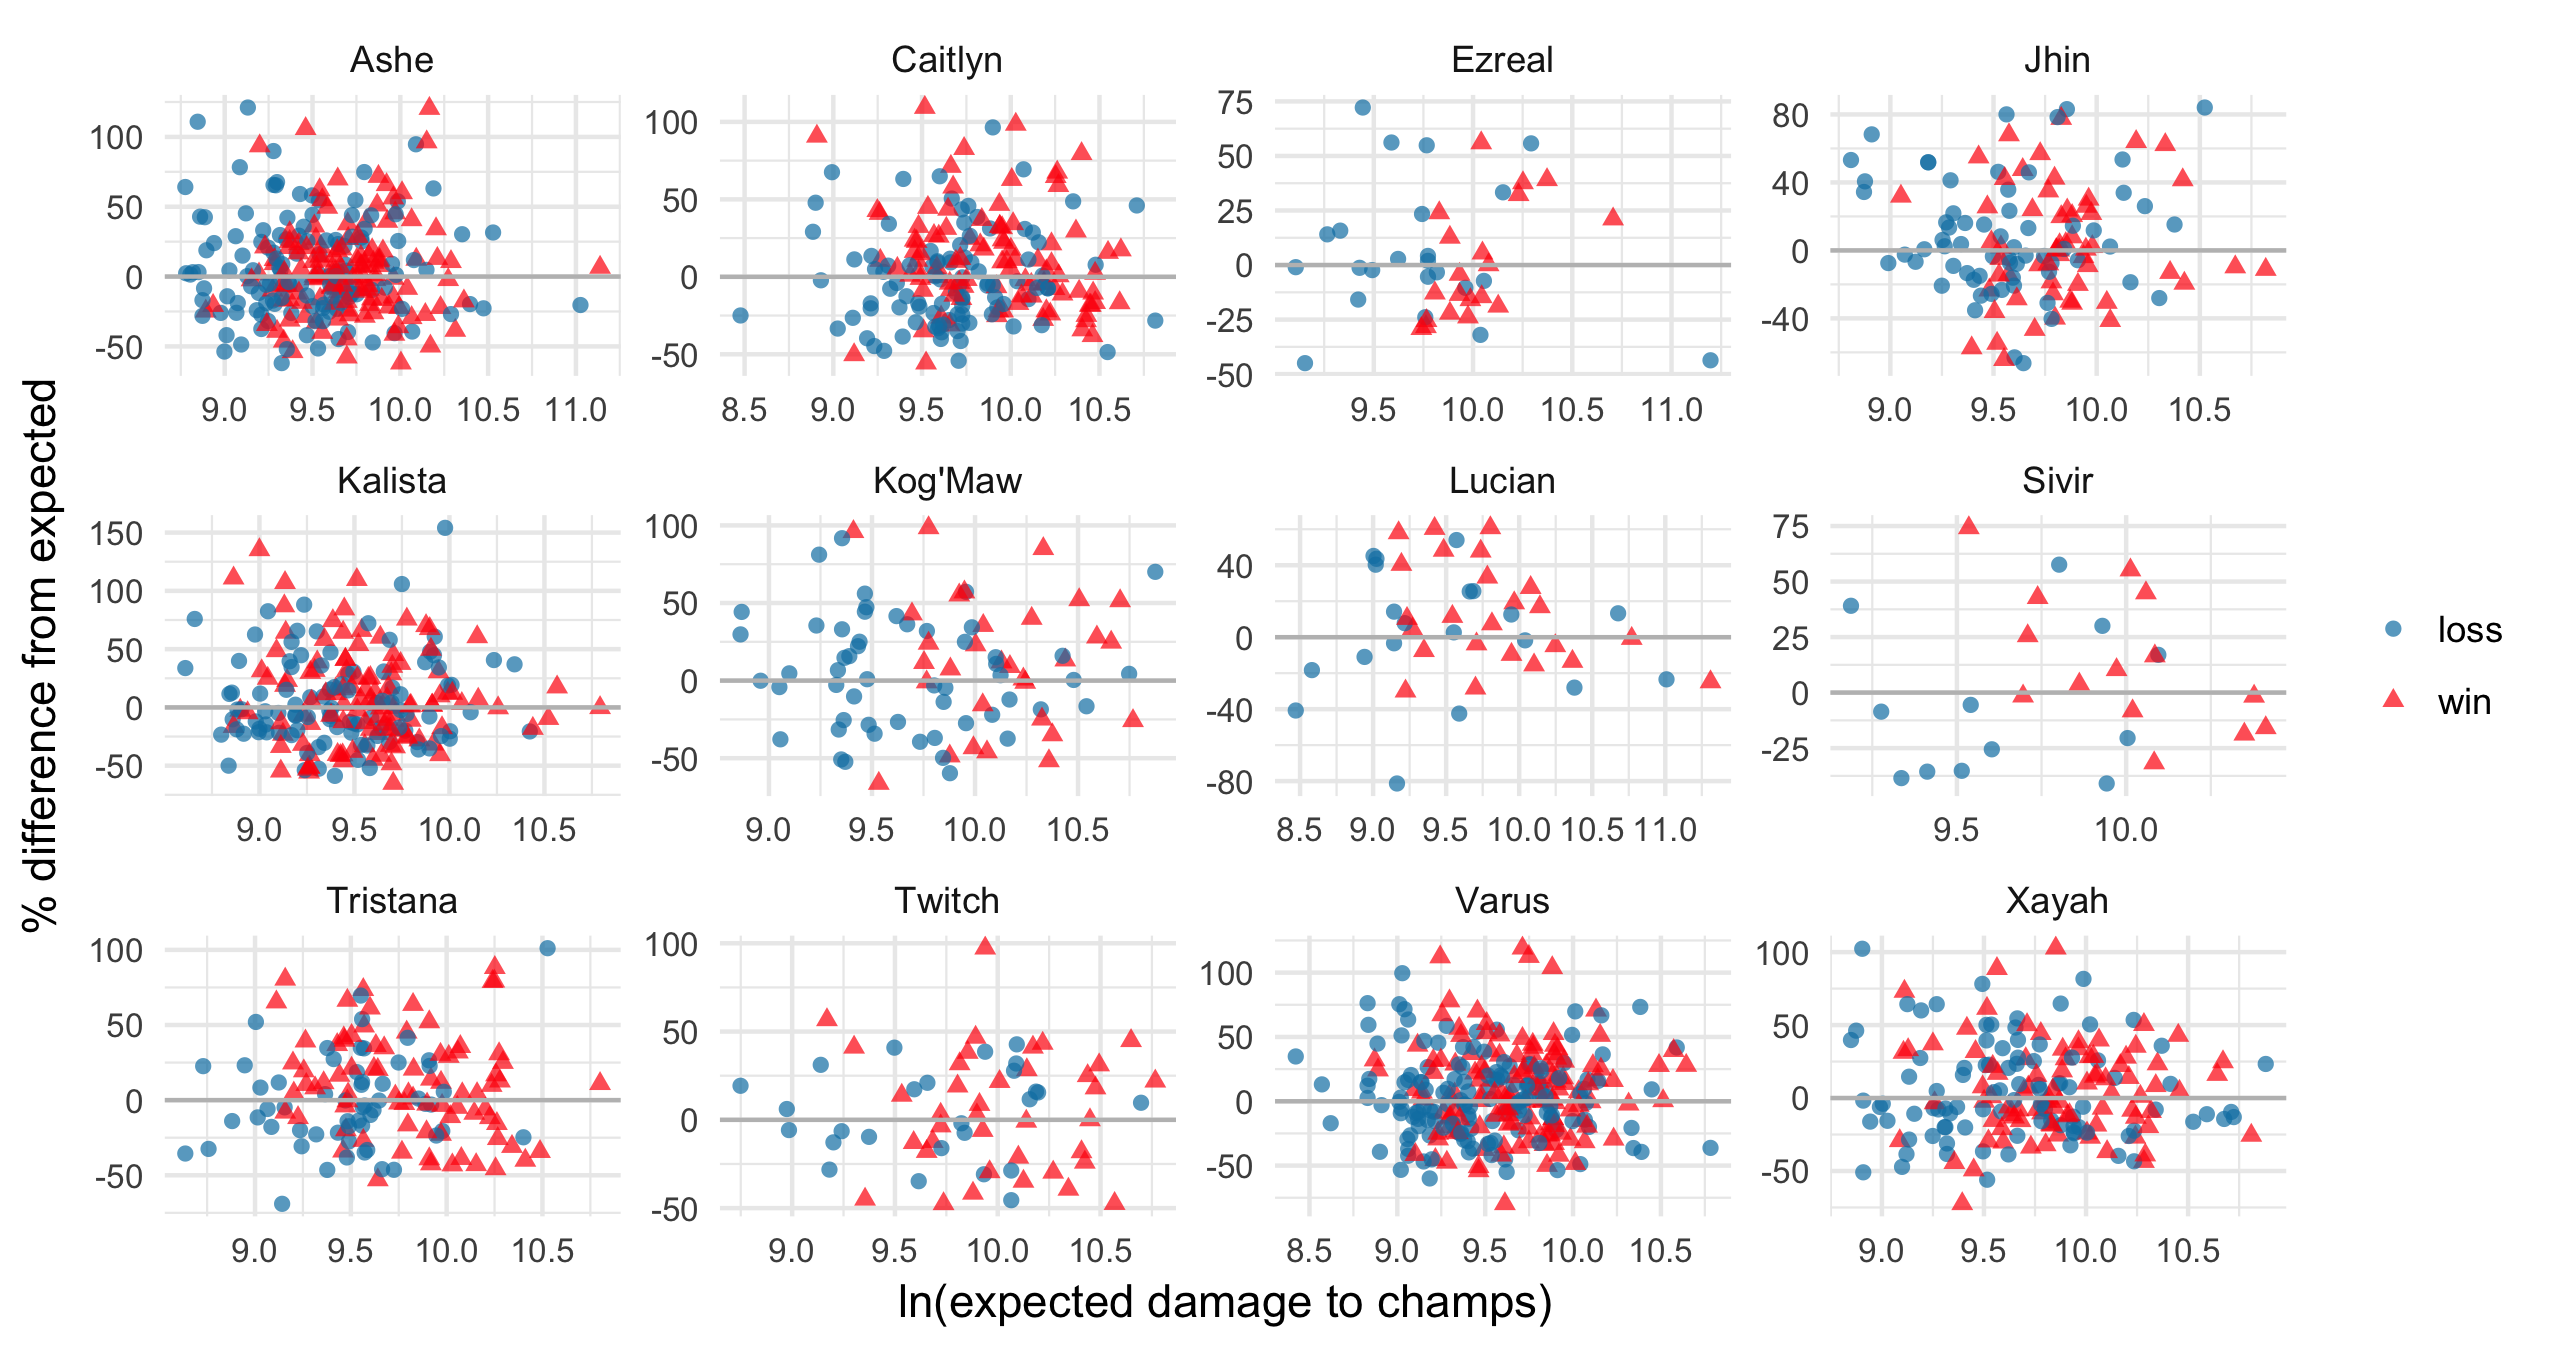 Ashe
Caitlyn
Ezreal
Jhin
100
50
0
-50
100
50
0
-50
75
50
25
0
-25
-50
80
40
0
-40
9.0 9.5 10.0 10.5 11.0
8.5 9.0 9.5 10.0 10.5
9.5 10.0 10.5 11.0
9.0 9.5 10.0 10.5
Kalista
Kog'Maw
Lucian
Sivir
150
100
50
0
-50
100
50
0
-50
40
0
-40
-80
75
50
25
0
-25
9.0 9.5 10.0 10.5
9.0 9.5 10.0 10.5
8.5 9.0 9.5 10.0 10.5 11.0
9.5 10.0
Tristana
Twitch
Varus
Xayah
100
50
0
-50
100
50
0
-50
100
50
0
-50
100
50
0
-50
9.0 9.5 10.0 10.5
9.0 9.5 10.0 10.5
8.5 9.0 9.5 10.0 10.5
9.0 9.5 10.0 10.5
% difference from expected
ln(expected damage to champs)
loss
win